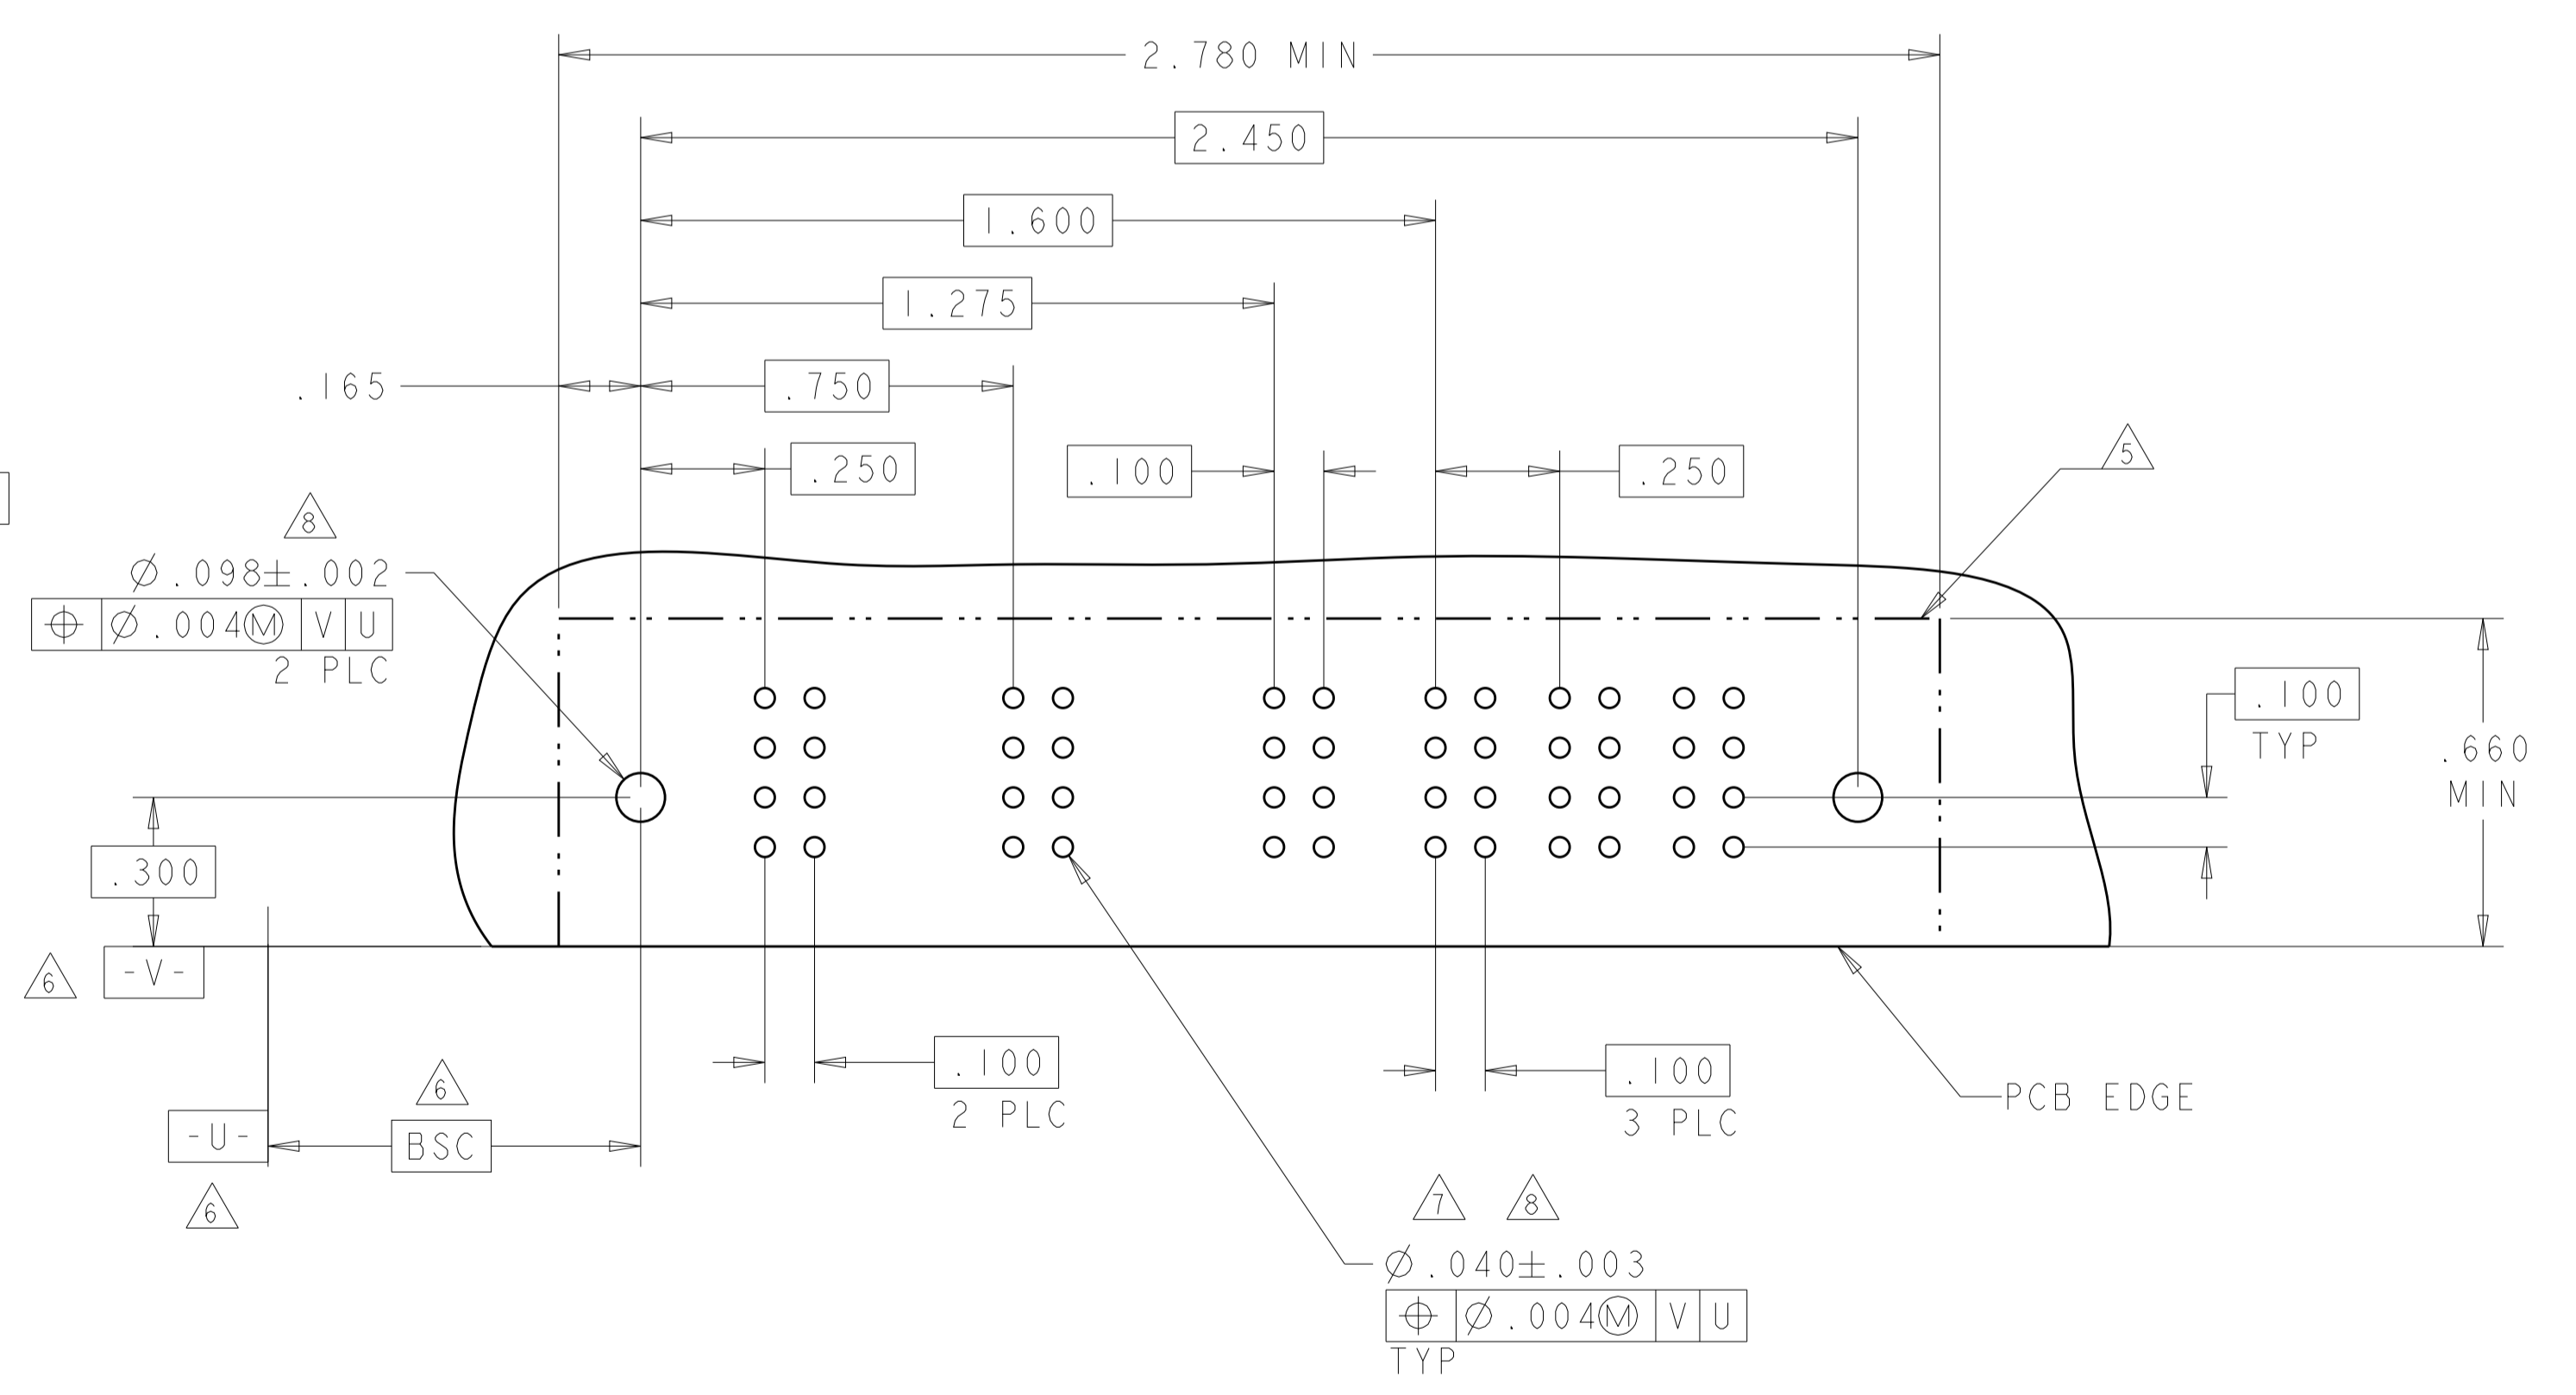 2.780 MIN
2.450
1.600
1.275
.165
.750
.250
.100
.250
5
8
Ø.098±.002
⌖ Ø.004Ⓜ V U
2 PLC
.100
TYP
.660
MIN
.300
6
-V-
.100
2 PLC
.100
3 PLC
PCB EDGE
6
-U-
BSC
6
7 8
Ø.040±.003
⌖ Ø.004Ⓜ V U
TYP